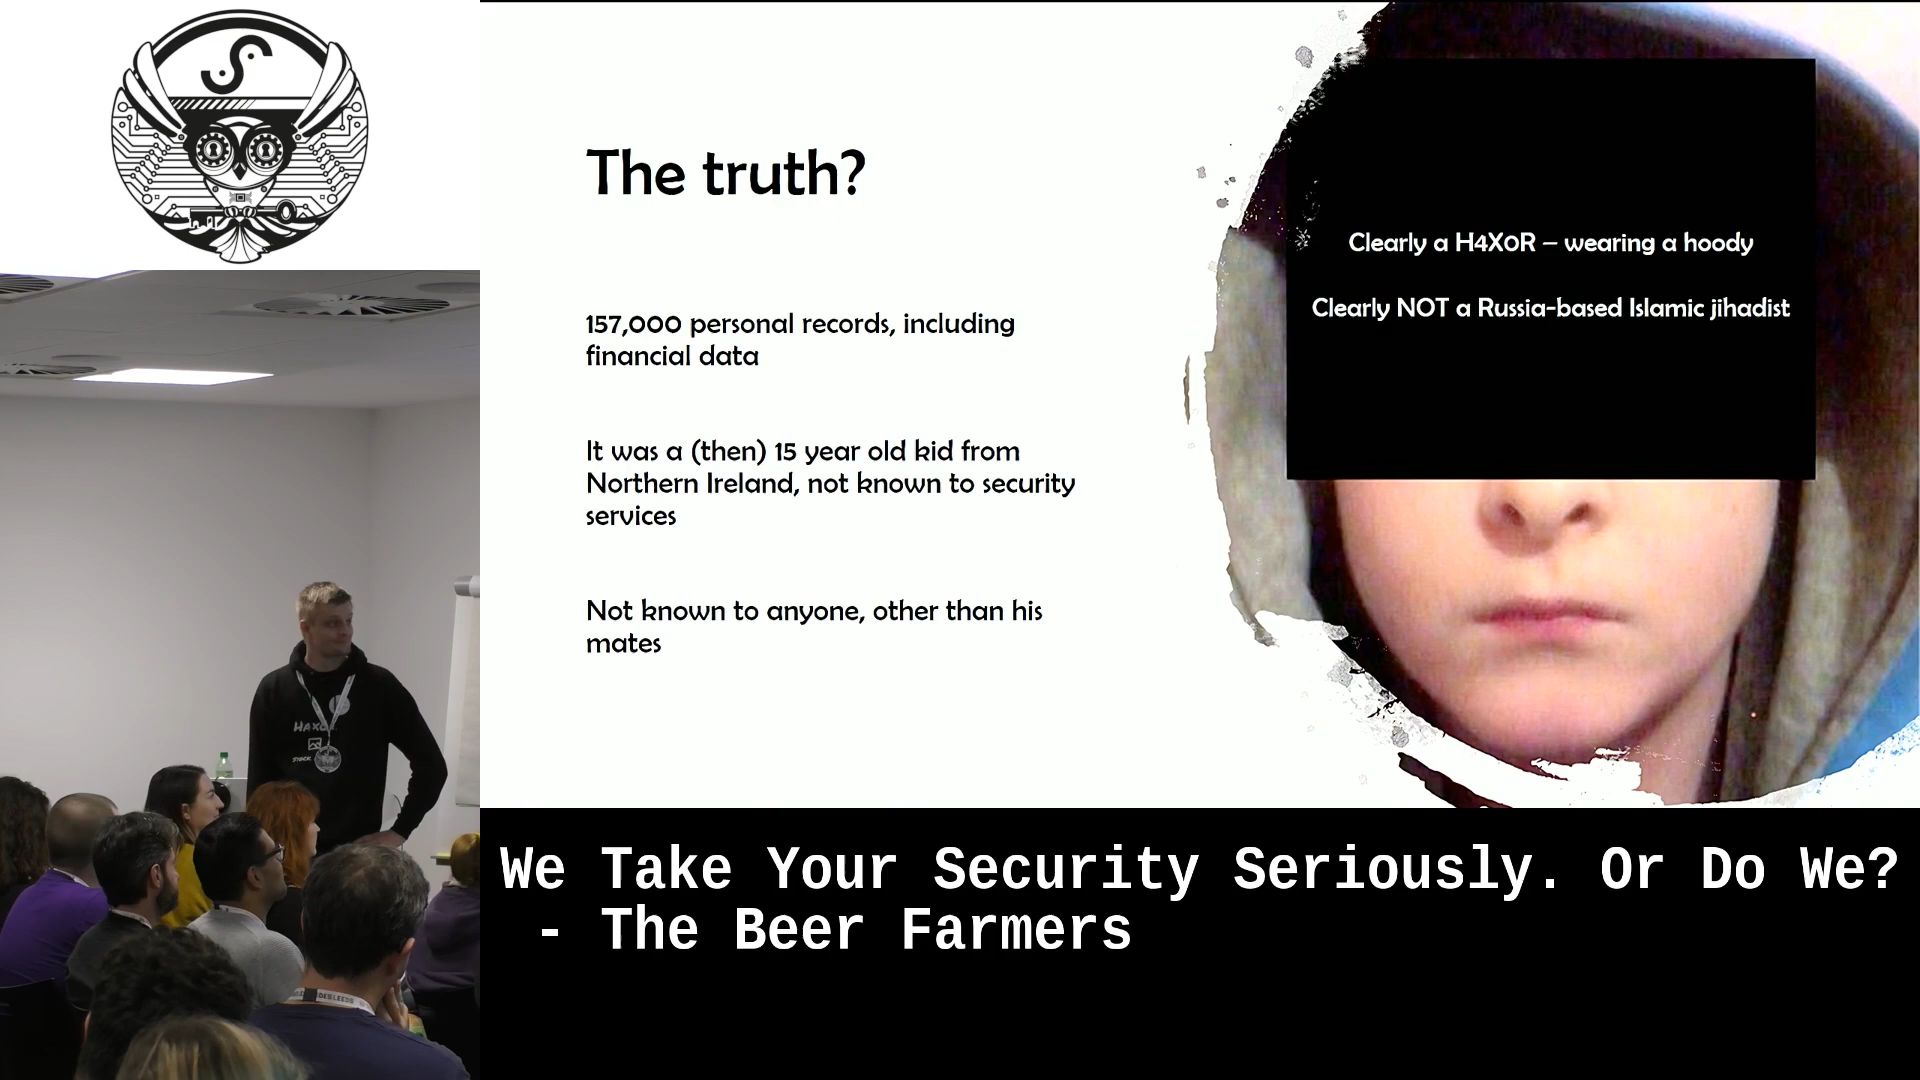 The truth?
157,000 personal records, including
financial data
It was a (then) 15 year old kid from
Northern Ireland, not known to security
services
Not known to anyone, other than his
mates
Clearly a H4X0R – wearing a hoody
Clearly NOT a Russia-based Islamic jihadist
We Take Your Security Seriously. Or Do We?
- The Beer Farmers